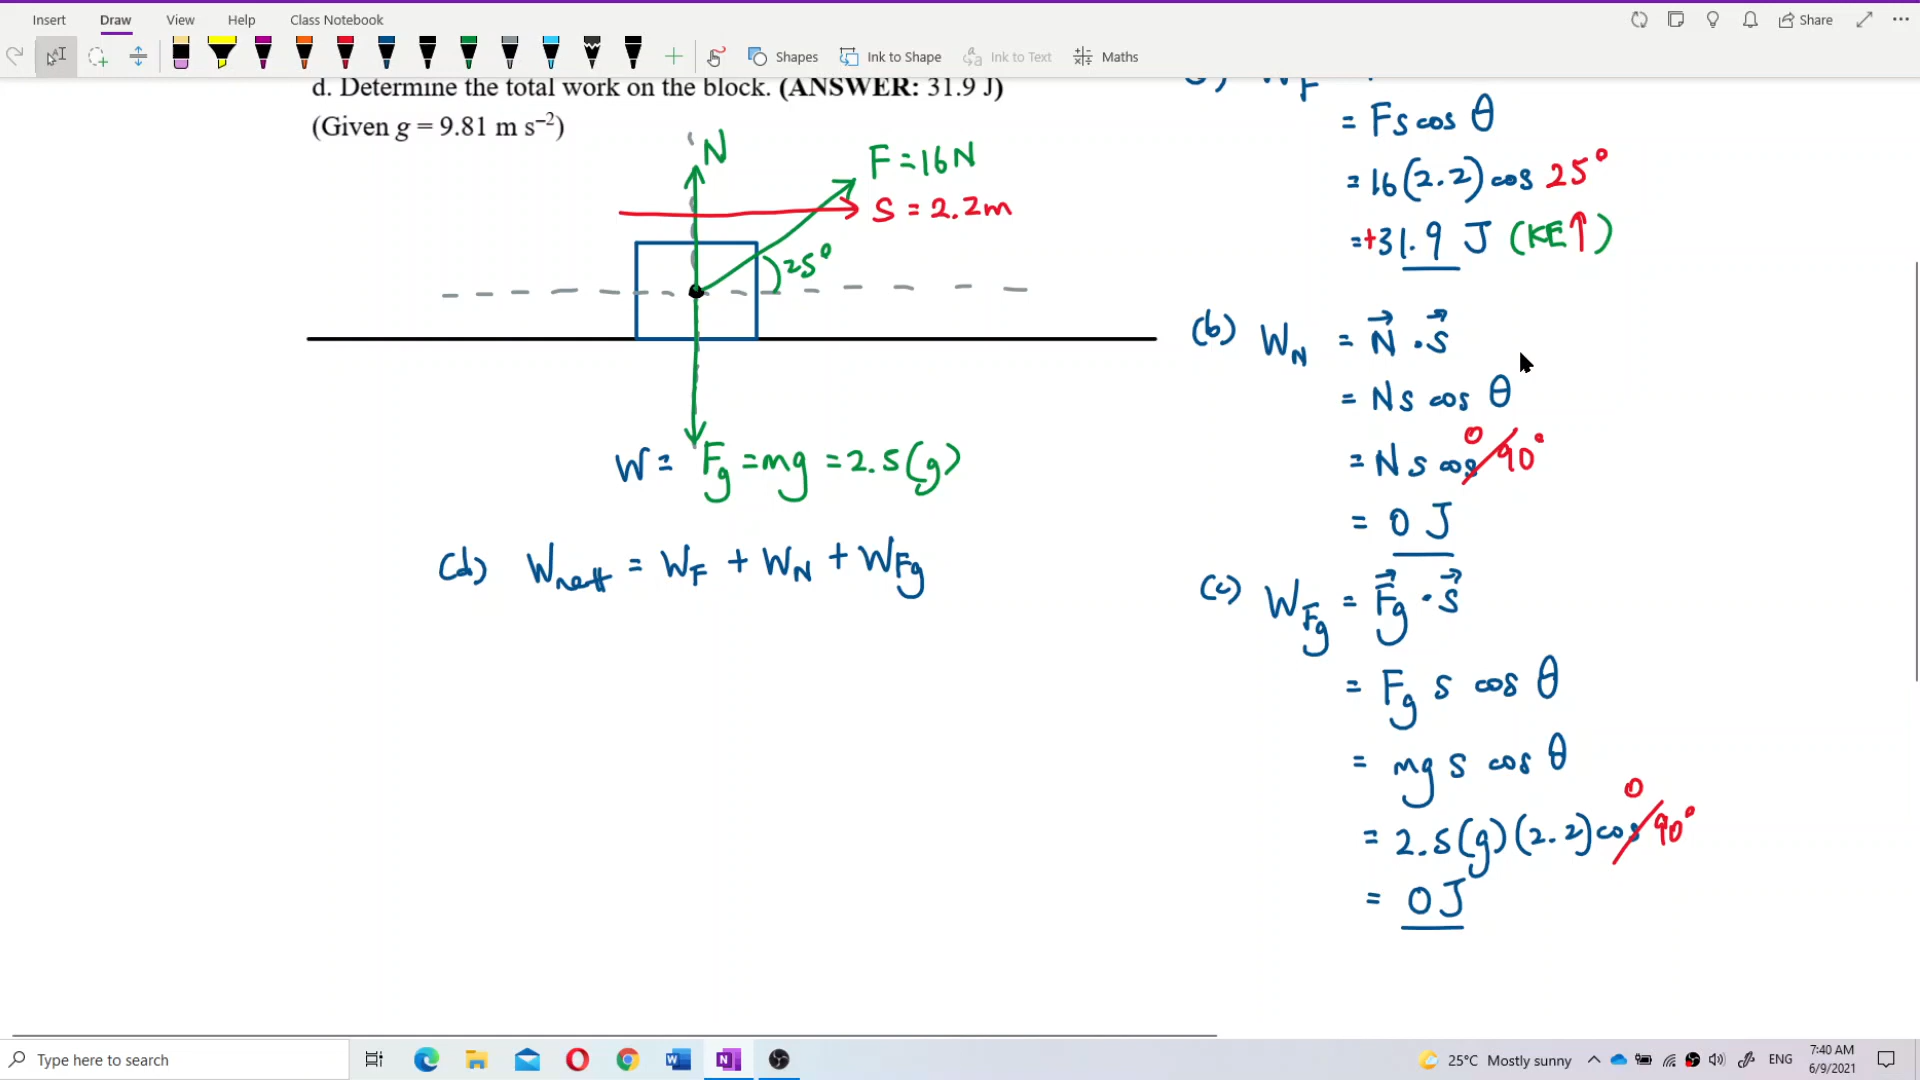 Insert Draw View Help Class Notebook Share
Shapes Ink to Shape Ink to Text Maths
d. Determine the total work on the block. (ANSWER: 31.9 J)
(Given g = 9.81 m s⁻²)
N
F = 16N
S = 2.2m
25°
W = Fg = mg = 2.5(g)
(d) Wnett = WF + WN + WFg
WF
= Fs cos θ
= 16(2.2) cos 25°
= +31.9 J (KE↑)
(b) WN = N⃗ · s⃗
= Ns cos θ
0
= N s cos 90°
= 0 J
(c) WFg = F⃗g · s⃗
= Fg s cos θ
= mg s cos θ
0
= 2.5(g)(2.2) cos 90°
= 0 J
Type here to search
25°C Mostly sunny ENG
7:40 AM
6/9/2021